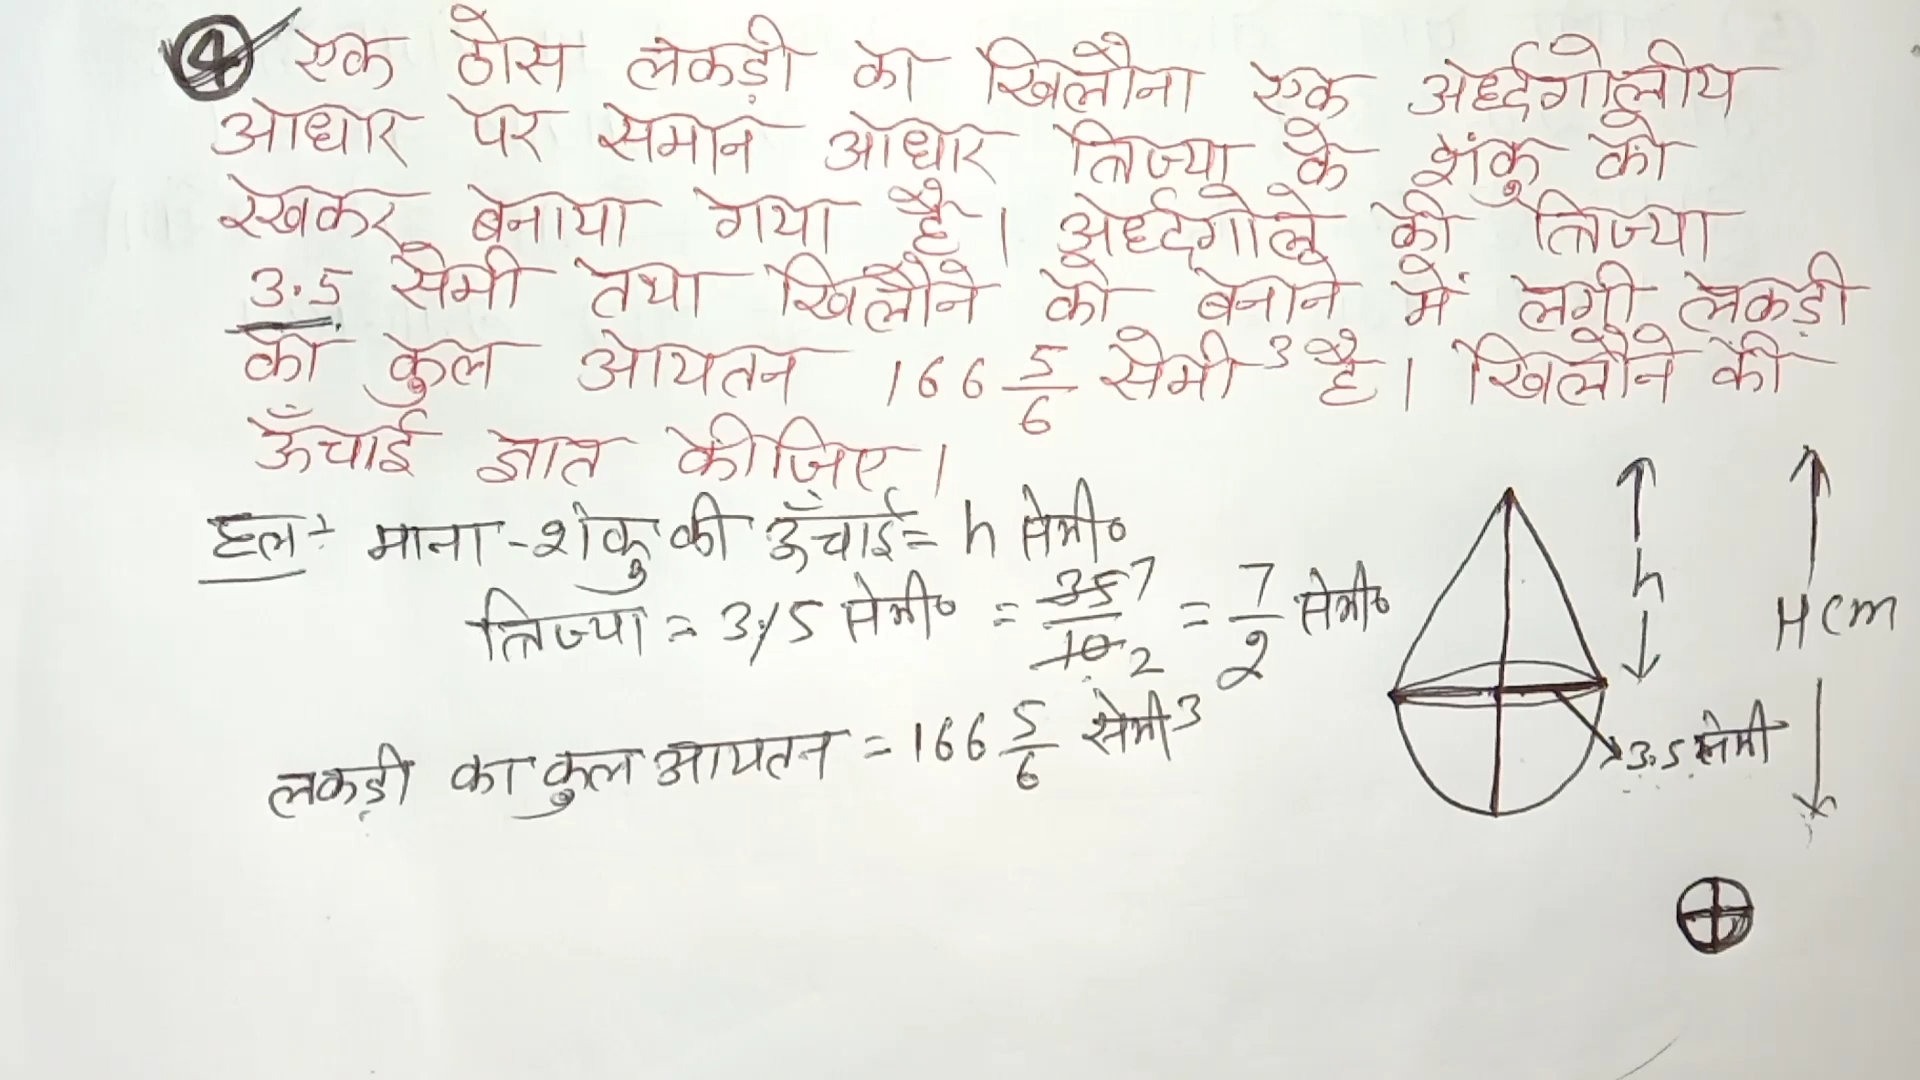 ④ एक ठोस लकड़ी का खिलौना एक अर्द्धगोलीय
आधार पर समान आधार त्रिज्या के शंकु को
रखकर बनाया गया है। अर्द्धगोले की त्रिज्या
3.5 सेमी तथा खिलौने को बनाने में लगी लकड़ी
का कुल आयतन 166 5/6 सेमी³ है। खिलौने की
ऊँचाई ज्ञात कीजिए।
हल÷ माना - शंकु की ऊँचाई = h सेमी०
त्रिज्या = 3.5 सेमी० = 35 7/10 2 = 7/2 सेमी०
लकड़ी का कुल आयतन = 166 5/6 सेमी³
h
H cm
3.5 सेमी